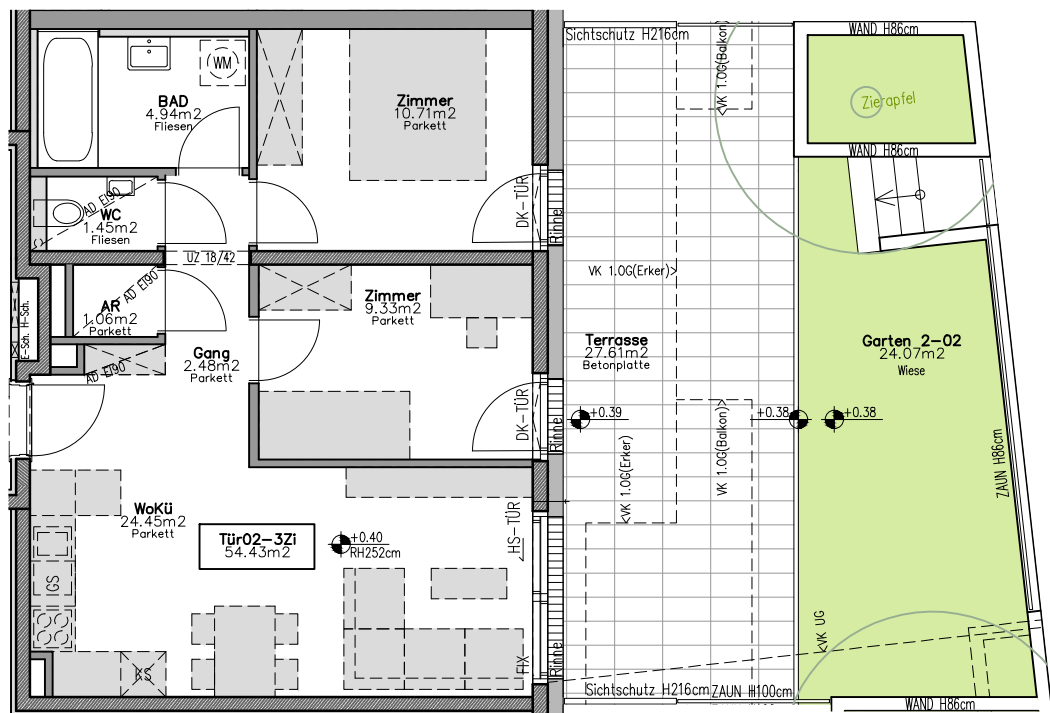 Sichtschutz H216cm
WAND H86cm
VK 1.OG(Balkon)>
WM
BAD
4.94m2
Fliesen
Zimmer
10.71m2
Parkett
Zierapfel
WAND H86cm
AD EI90
WC
1.45m2
Fliesen
DK-TÜR
Rinne
UZ 18/42
VK 1.OG(Erker)>
AD EI90
AR
1.06m2
Parkett
E-Sch. H-Sch.
Zimmer
9.33m2
Parkett
Gang
2.48m2
Parkett
AD EI90
Terrasse
27.61m2
Betonplatte
Garten 2-02
24.07m2
Wiese
DK-TÜR
Rinne
+0.39
+0.38
+0.38
VK 1.OG(Erker)
VK 1.OG(Balkon)>
ZAUN H86cm
WoKü
24.45m2
Parkett
Tür02-3Zi
54.43m2
+0.40
RH252cm
HS-TÜR
GS
KS
FIX
Rinne
<VK UG
Sichtschutz H216cm
ZAUN H100cm
WAND H86cm